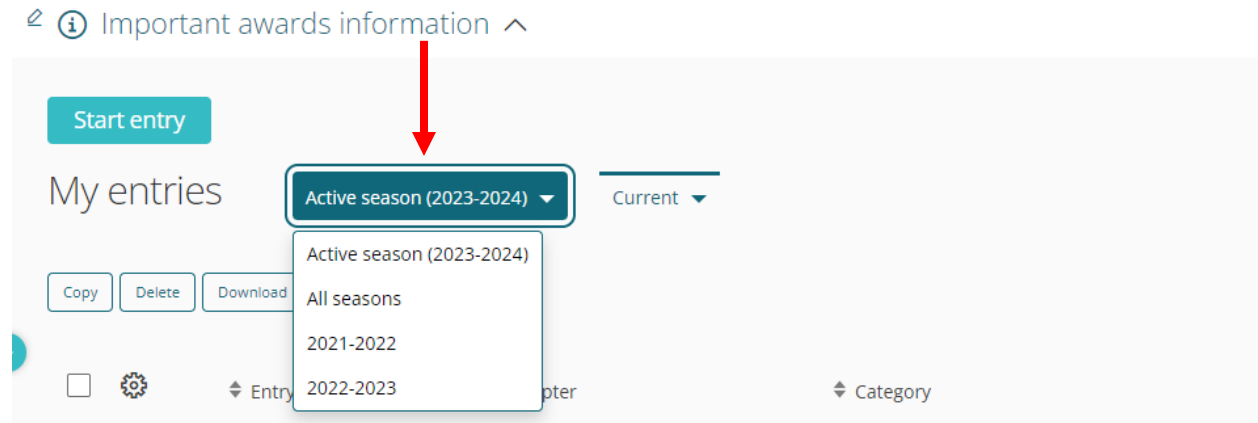 Important awards information
Start entry
My entries
Active season (2023-2024)
Current
Active season (2023-2024)
All seasons
2021-2022
2022-2023
Copy
Delete
Download
Entry
pter
Category